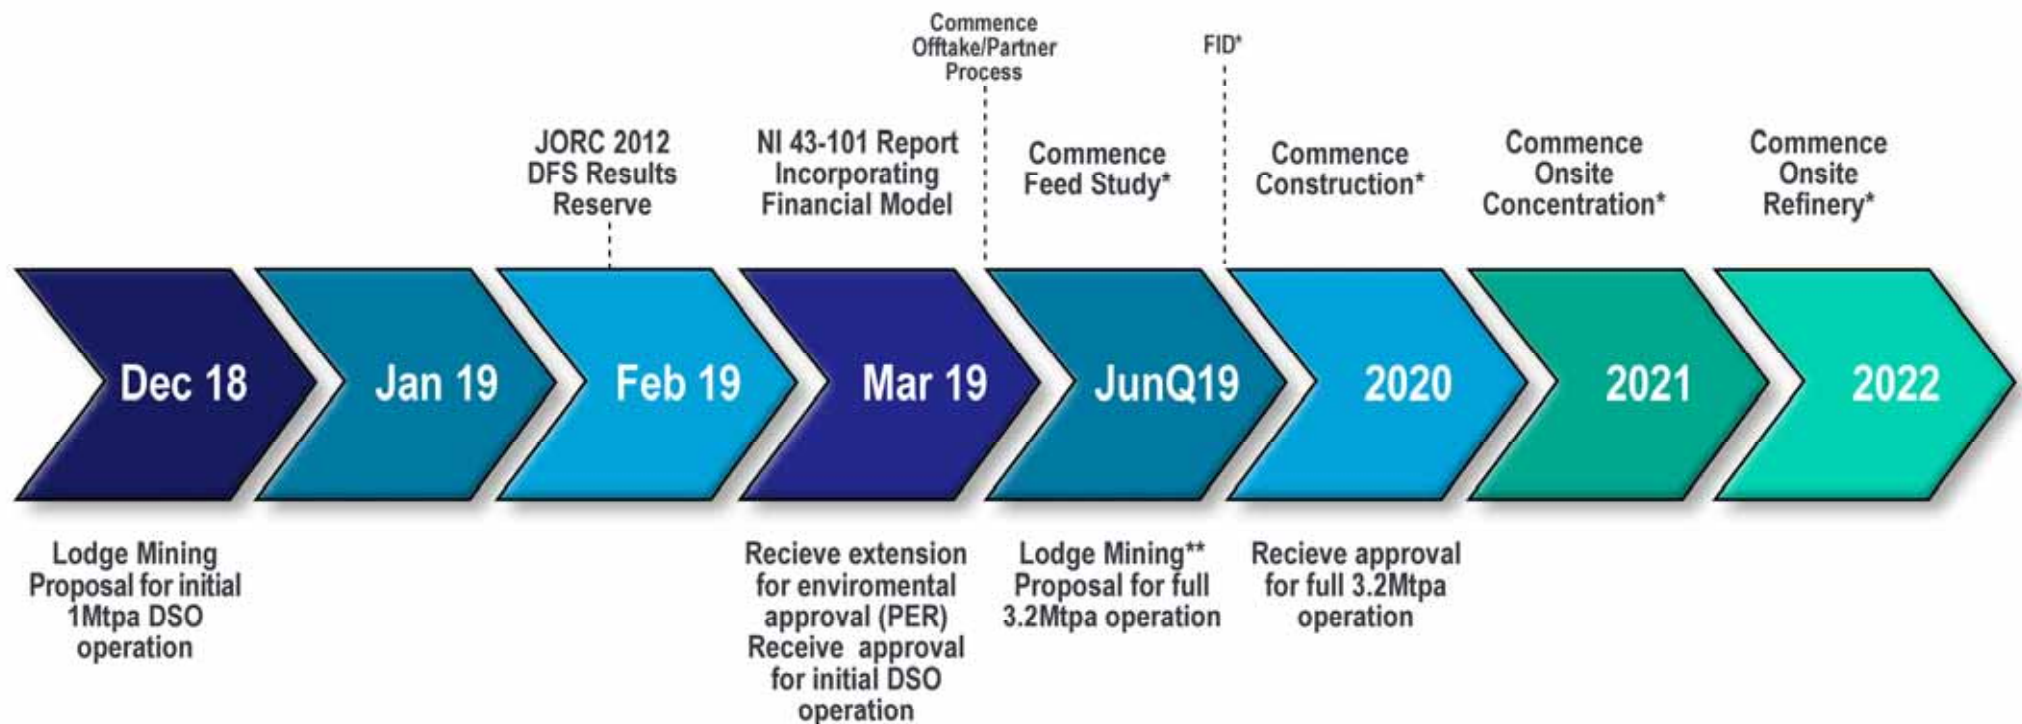 Commence
Offtake/Partner
Process
FID*
JORC 2012
DFS Results
Reserve
NI 43-101 Report
Incorporating
Financial Model
Commence
Feed Study*
Commence
Construction*
Commence
Onsite
Concentration*
Commence
Onsite
Refinery*
Dec 18
Jan 19
Feb 19
Mar 19
JunQ19
2020
2021
2022
Lodge Mining
Proposal for initial
1Mtpa DSO
operation
Recieve extension
for enviromental
approval (PER)
Receive approval
for initial DSO
operation
Lodge Mining**
Proposal for full
3.2Mtpa operation
Recieve approval
for full 3.2Mtpa
operation